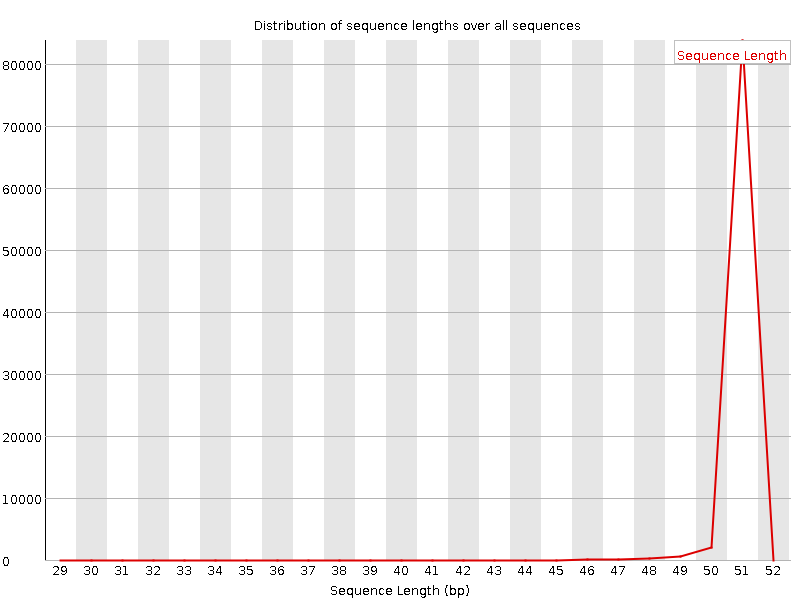 Distribution of sequence lengths over all sequences
Sequence Length
80000
70000
60000
50000
40000
30000
20000
10000
0
29 30 31 32 33 34 35 36 37 38 39 40 41 42 43 44 45 46 47 48 49 50 51 52
Sequence Length (bp)